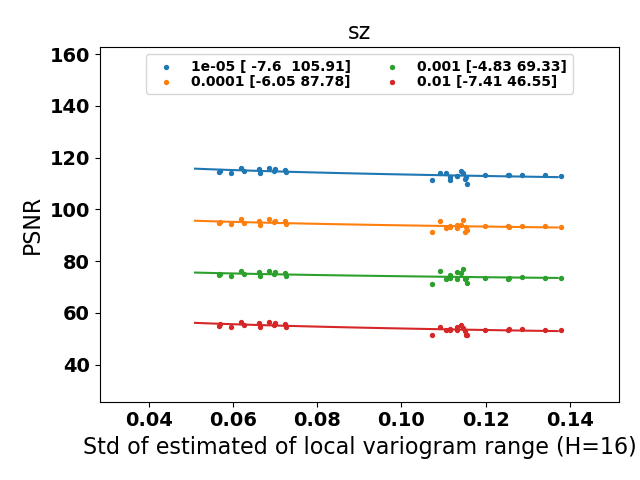 sz
1e-05 [ -7.6  105.91]
0.0001 [-6.05 87.78]
0.001 [-4.83 69.33]
0.01 [-7.41 46.55]
PSNR
160
140
120
100
80
60
40
0.04 0.06 0.08 0.10 0.12 0.14
Std of estimated of local variogram range (H=16)